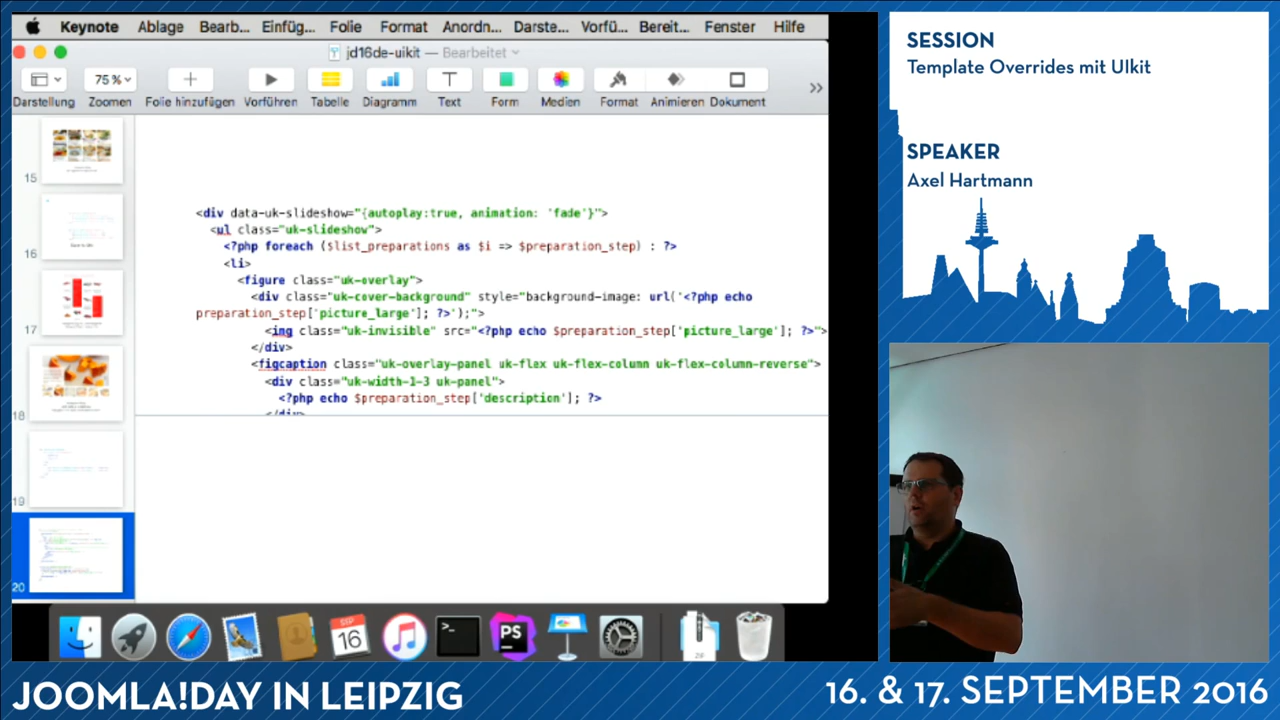 Keynote Ablage Bearb... Einfüg... Folie Format Anordn... Darste... Vorfü... Bereit... Fenster Hilfe
jd16de-uikit — Bearbeitet
75 %
Darstellung Zoomen Folie hinzufügen Vorführen Tabelle Diagramm Text Form Medien Format Animieren Dokument
15
16
17
18
19
20
<div data-uk-slideshow="{autoplay:true, animation: 'fade'}">
<ul class="uk-slideshow">
<?php foreach ($list_preparations as $i => $preparation_step) : ?>
<li>
<figure class="uk-overlay">
<div class="uk-cover-background" style="background-image: url('<?php echo
preparation_step['picture_large']; ?>');">
<img class="uk-invisible" src="<?php echo $preparation_step['picture_large']; ?>">
</div>
<figcaption class="uk-overlay-panel uk-flex uk-flex-column uk-flex-column-reverse">
<div class="uk-width-1-3 uk-panel">
<?php echo $preparation_step['description']; ?>
</div>
SEP
16
>_
PS
ZIP
SESSION
Template Overrides mit UIkit
SPEAKER
Axel Hartmann
JOOMLA!DAY IN LEIPZIG
16. & 17. SEPTEMBER 2016